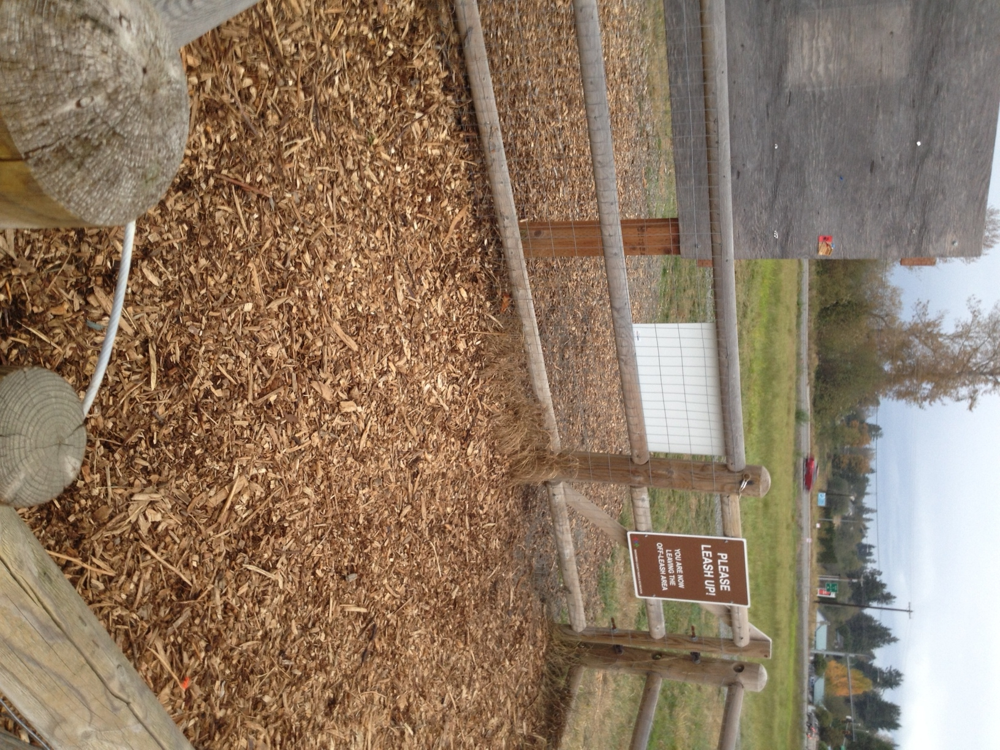 PLEASE
LEASH UP!
YOU ARE NOW
LEAVING THE
OFF-LEASH AREA